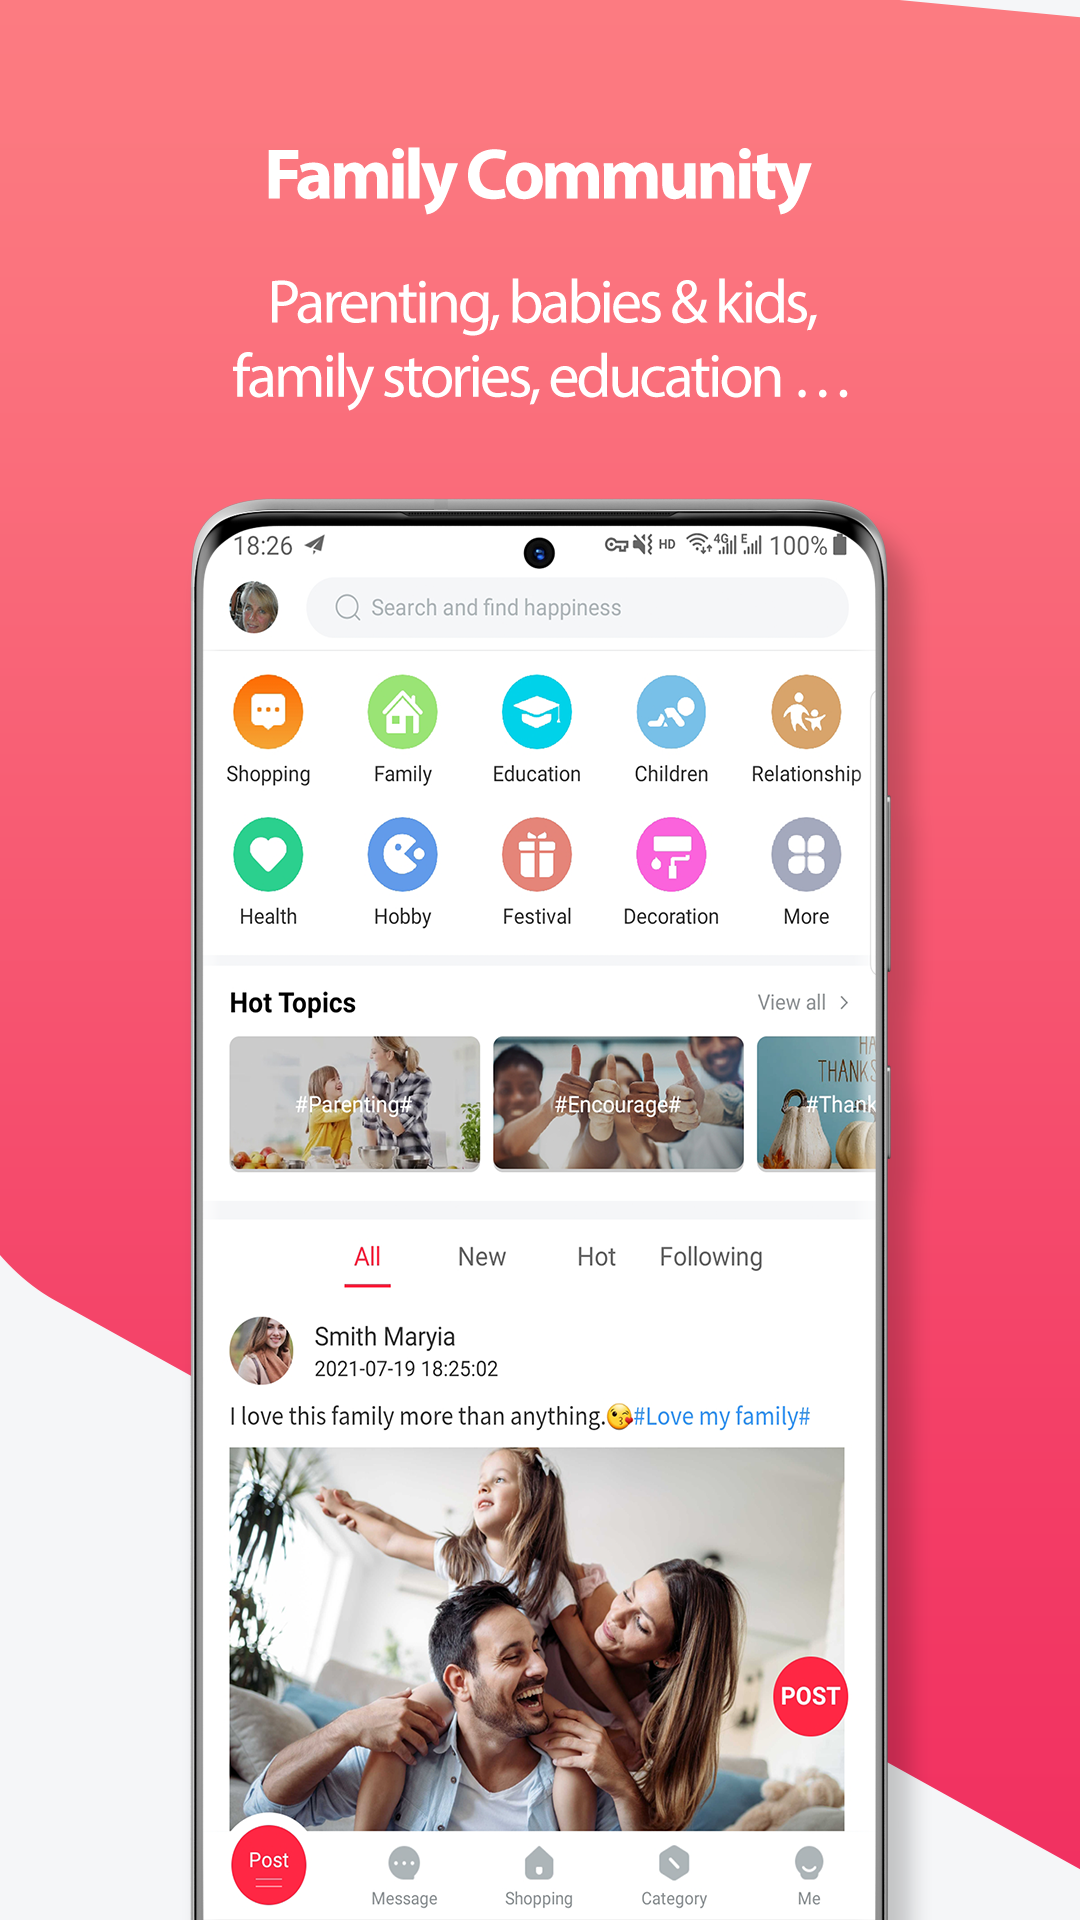 Family Community
Parenting, babies & kids,
family stories, education ...
18:26
HD 4G E 100%
Search and find happiness
Shopping Family Education Children Relationship
Health Hobby Festival Decoration More
Hot Topics View all
#Parenting# #Encourage# #Thank
HA
THANKS
All New Hot Following
Smith Maryia
2021-07-19 18:25:02
I love this family more than anything.😘#Love my family#
POST
Post
Message Shopping Category Me